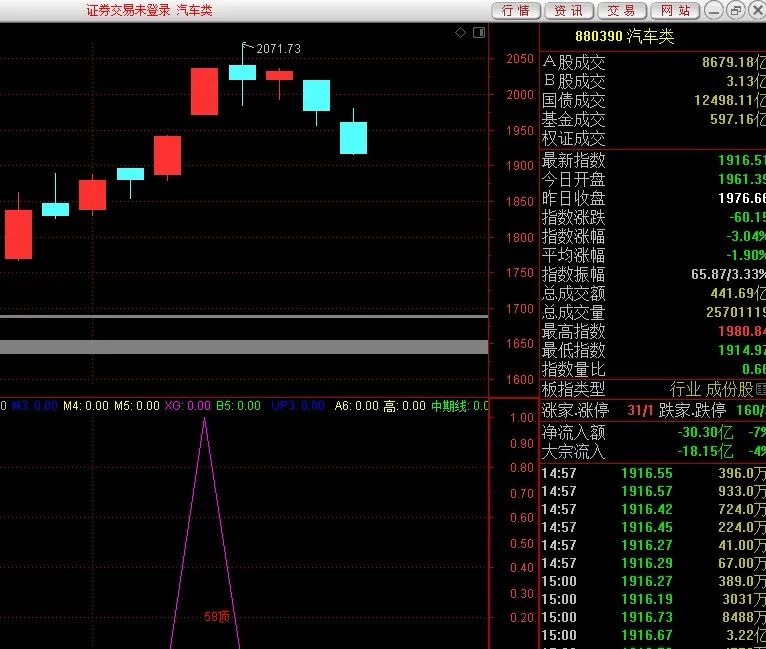 证券交易未登录 汽车类 行情 资讯 交易 网站
880390 汽车类
2071.73
2050
2000
1950
1900
1850
1800
1750
1700
1650
1600
A股成交 8679.18亿
B股成交 3.13亿
国债成交 12498.11亿
基金成交 597.16亿
权证成交
最新指数 1916.51
今日开盘 1961.39
昨日收盘 1976.66
指数涨跌 -60.15
指数涨幅 -3.04%
平均涨幅 -1.90%
指数振幅 65.87/3.33%
总成交额 441.69亿
总成交量 25701119
最高指数 1980.84
最低指数 1914.97
指数量比 0.66
板指类型 行业 成份股
涨家.涨停 31/1 跌家.跌停 160/
净流入额 -30.30亿 -7%
大宗流入 -18.15亿 -4%
0 M3: 0.00 M4: 0.00 M5: 0.00 XG: 0.00 B5: 0.00 UP3: 0.00 A6: 0.00 高: 0.00 中期线: 0.0
1.00
0.90
0.80
0.70
0.60
0.50
0.40
0.30
0.20
58顶
14:57 1916.55 396.0万
14:57 1916.57 933.0万
14:57 1916.42 724.0万
14:57 1916.45 224.0万
14:57 1916.27 41.00万
14:57 1916.29 67.00万
15:00 1916.27 389.0万
15:00 1916.19 3031万
15:00 1916.73 8488万
15:00 1916.67 3.22亿